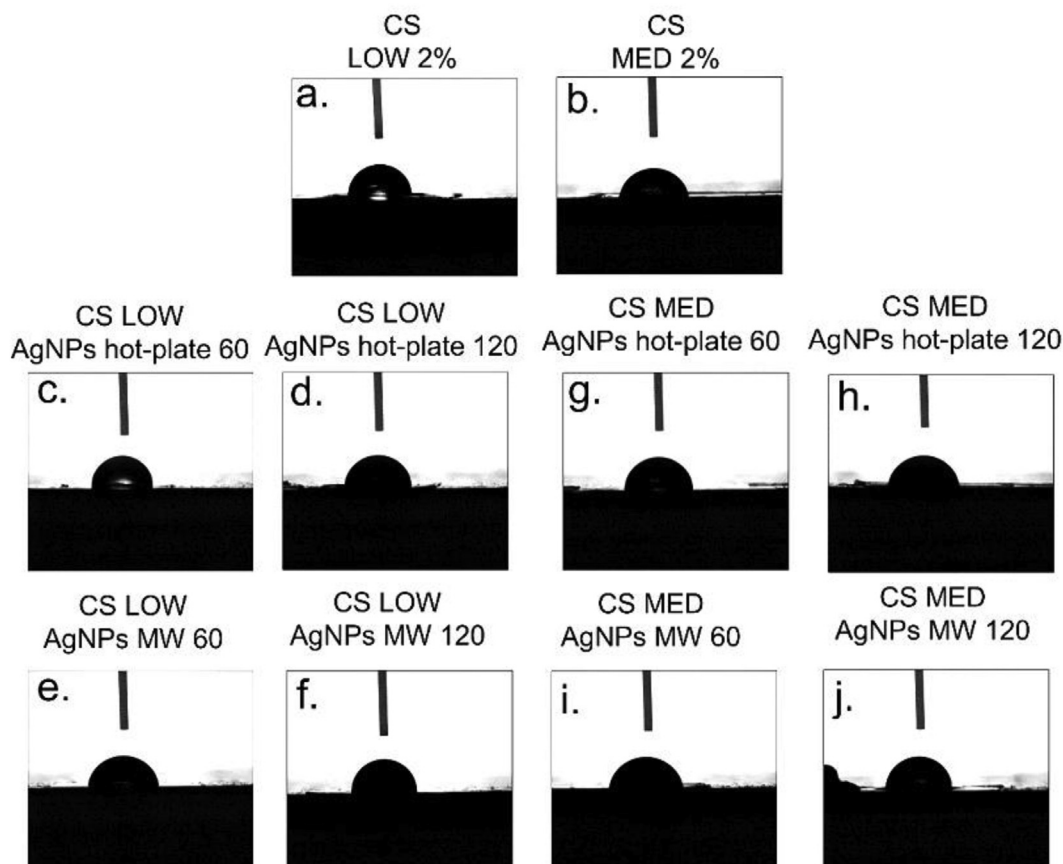 CS
LOW 2%
CS
MED 2%
a.
b.
CS LOW
AgNPs hot-plate 60
CS LOW
AgNPs hot-plate 120
CS MED
AgNPs hot-plate 60
CS MED
AgNPs hot-plate 120
c.
d.
g.
h.
CS LOW
AgNPs MW 60
CS LOW
AgNPs MW 120
CS MED
AgNPs MW 60
CS MED
AgNPs MW 120
e.
f.
i.
j.